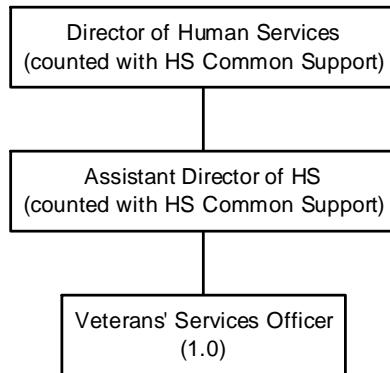 Director of Human Services
(counted with HS Common Support)
Assistant Director of HS
(counted with HS Common Support)
Veterans' Services Officer
(1.0)